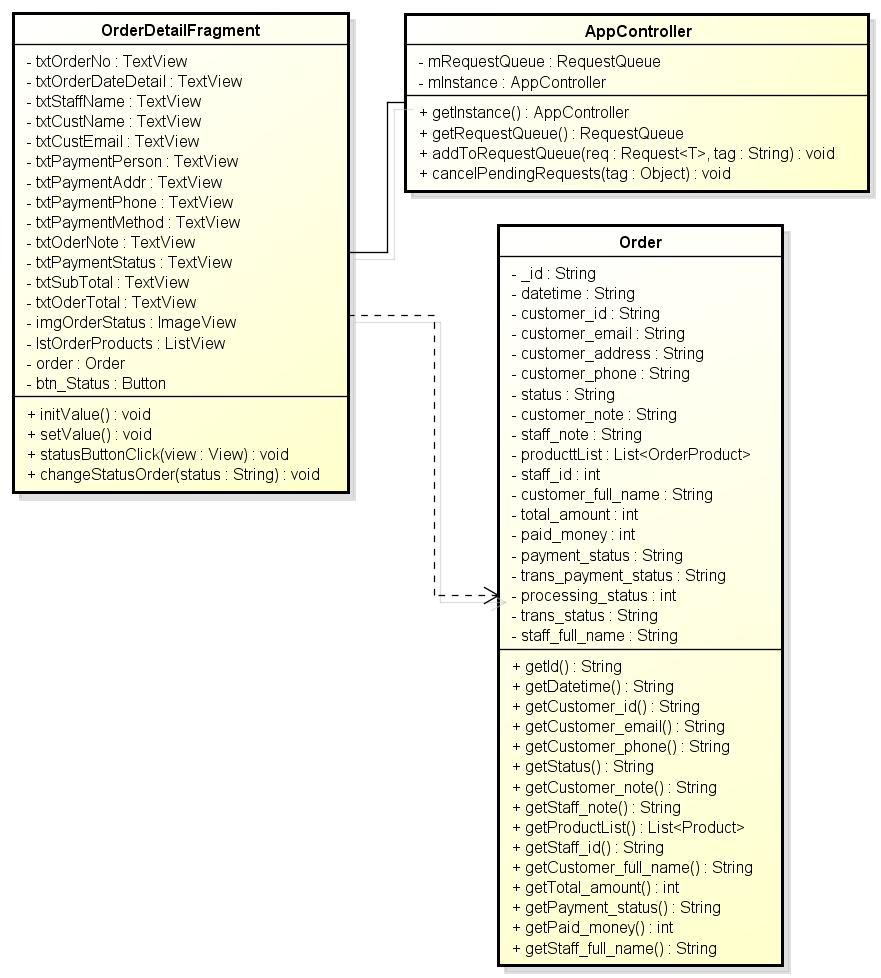 OrderDetailFragment
- txtOrderNo : TextView
- txtOrderDateDetail : TextView
- txtStaffName : TextView
- txtCustName : TextView
- txtCustEmail : TextView
- txtPaymentPerson : TextView
- txtPaymentAddr : TextView
- txtPaymentPhone : TextView
- txtPaymentMethod : TextView
- txtOderNote : TextView
- txtPaymentStatus : TextView
- txtSubTotal : TextView
- txtOderTotal : TextView
- imgOrderStatus : ImageView
- lstOrderProducts : ListView
- order : Order
- btn_Status : Button
+ initValue() : void
+ setValue() : void
+ statusButtonClick(view : View) : void
+ changeStatusOrder(status : String) : void
AppController
- mRequestQueue : RequestQueue
- mInstance : AppController
+ getInstance() : AppController
+ getRequestQueue() : RequestQueue
+ addToRequestQueue(req : Request<T>, tag : String) : void
+ cancelPendingRequests(tag : Object) : void
Order
- _id : String
- datetime : String
- customer_id : String
- customer_email : String
- customer_address : String
- customer_phone : String
- status : String
- customer_note : String
- staff_note : String
- producttList : List<OrderProduct>
- staff_id : int
- customer_full_name : String
- total_amount : int
- paid_money : int
- payment_status : String
- trans_payment_status : String
- processing_status : int
- trans_status : String
- staff_full_name : String
+ getId() : String
+ getDatetime() : String
+ getCustomer_id() : String
+ getCustomer_email() : String
+ getCustomer_phone() : String
+ getStatus() : String
+ getCustomer_note() : String
+ getStaff_note() : String
+ getProductList() : List<Product>
+ getStaff_id() : String
+ getCustomer_full_name() : String
+ getTotal_amount() : int
+ getPayment_status() : String
+ getPaid_money() : int
+ getStaff_full_name() : String